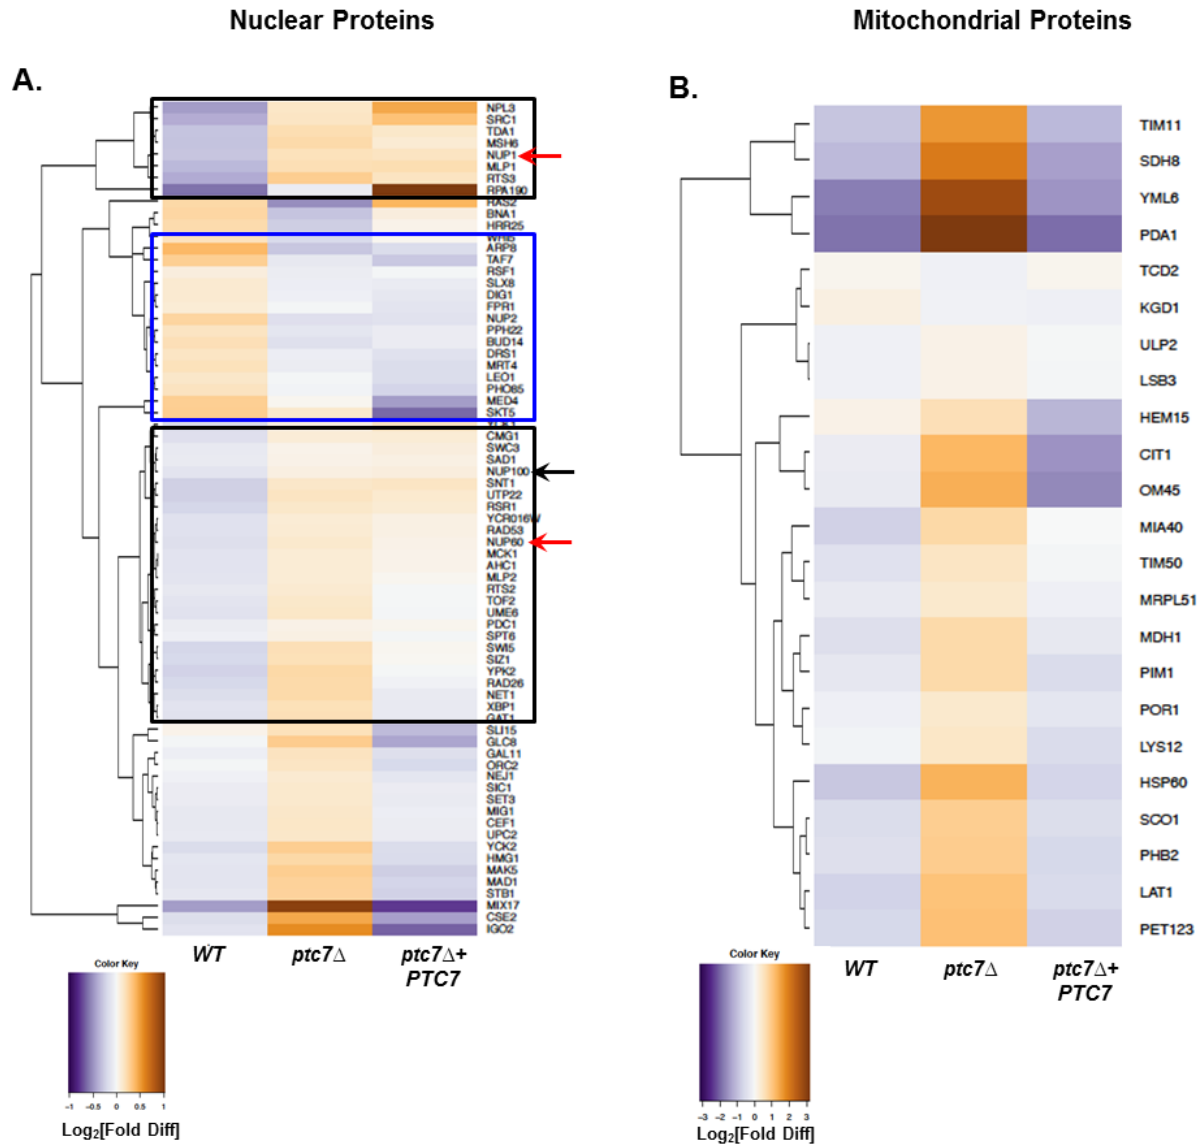 Nuclear Proteins
Mitochondrial Proteins
A.
B.
NPL3
SRC1
TDA1
MSH6
NUP1
MLP1
RTS3
RPA190
RAS2
BNA1
HRR25
ARP8
TAF7
RSF1
SLX8
DIG1
FPR1
NUP2
PPH22
BUD14
DRS1
MRT4
LEO1
PHO85
MED4
SKT5
CMG1
SWC3
SAD1
NUP100
SNT1
UTP22
RSR1
YCR016W
RAD53
NUP60
MCK1
AHC1
MLP2
RTS2
TOF2
UME6
PDC1
SPT6
SWI5
SIZ1
YPK2
RAD26
NET1
XBP1
GAT1
SLI15
GLC8
GAL11
ORC2
NEJ1
SIC1
SET3
MIG1
CEF1
UPC2
YCK2
HMG1
MAK5
MAD1
STB1
MIX17
CSE2
IGO2
WT
ptc7Δ
ptc7Δ+
PTC7
Color Key
-1 -0.5 0 0.5 1
Log₂[Fold Diff]
TIM11
SDH8
YML6
PDA1
TCD2
KGD1
ULP2
LSB3
HEM15
CIT1
OM45
MIA40
TIM50
MRPL51
MDH1
PIM1
POR1
LYS12
HSP60
SCO1
PHB2
LAT1
PET123
WT
ptc7Δ
ptc7Δ+
PTC7
Color Key
-3 -2 -1 0 1 2 3
Log₂[Fold Diff]